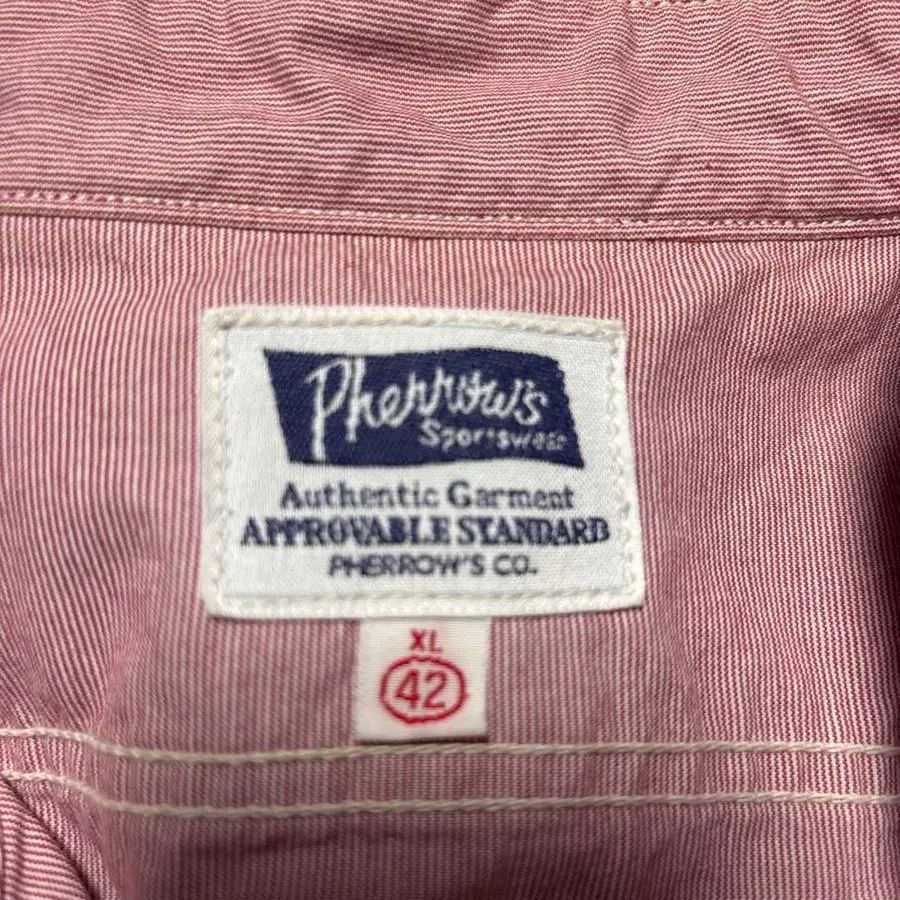 Pherrow's
Sportswear
Authentic Garment
APPROVABLE STANDARD
PHERROW'S CO.
XL
42